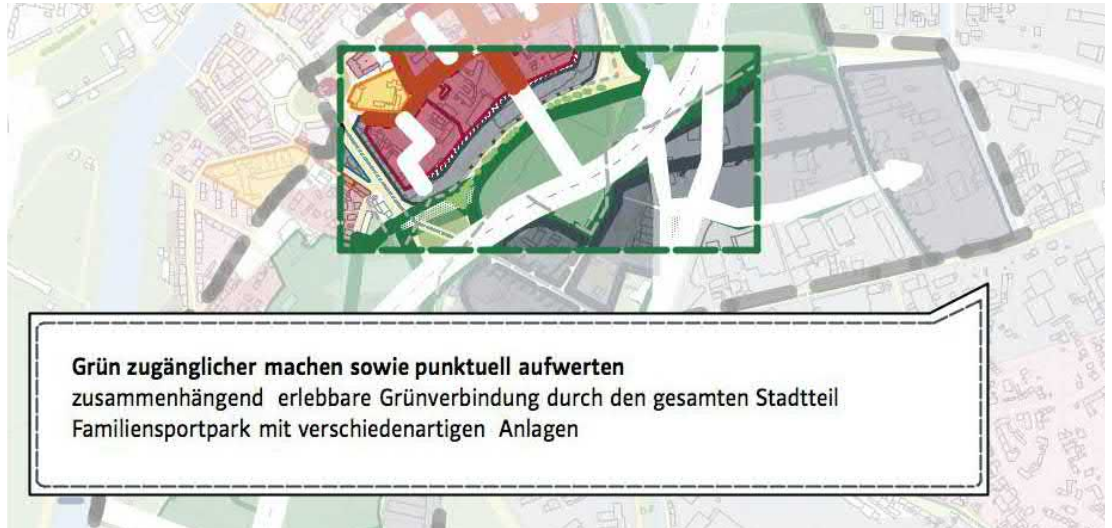 Grün zugänglicher machen sowie punktuell aufwerten
zusammenhängend erlebbare Grünverbindung durch den gesamten Stadtteil
Familiensportpark mit verschiedenartigen Anlagen